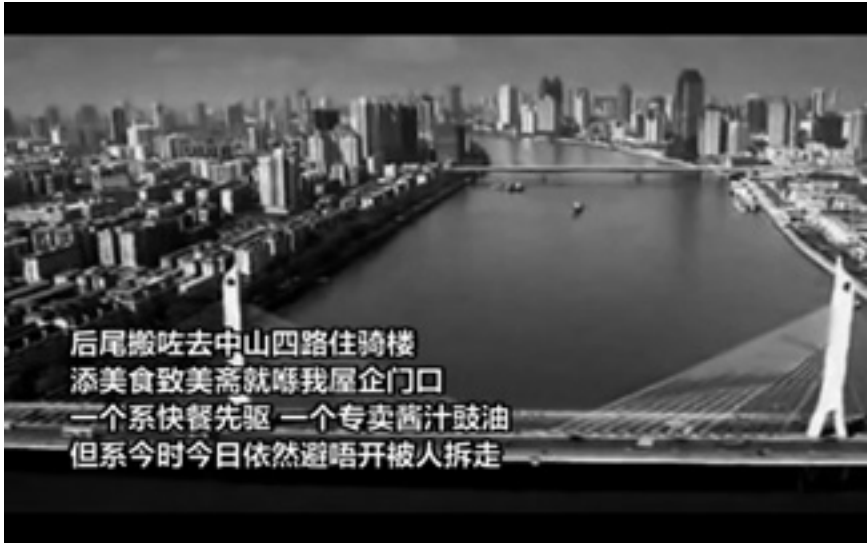 后尾搬咗去中山四路住骑楼
添美食致美斋就喺我屋企门口
一个系快餐先驱 一个专卖酱汁豉油
但系今时今日依然避唔开被人拆走